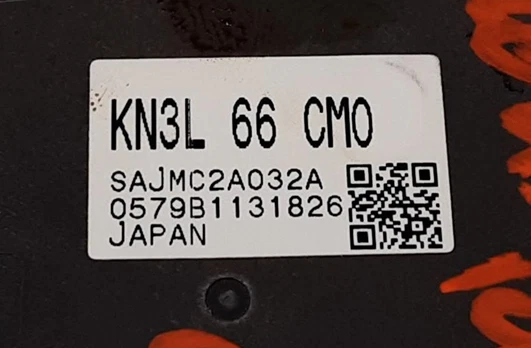 KN3L 66 CM0
SAJMC2A032A
0579B1131826
JAPAN